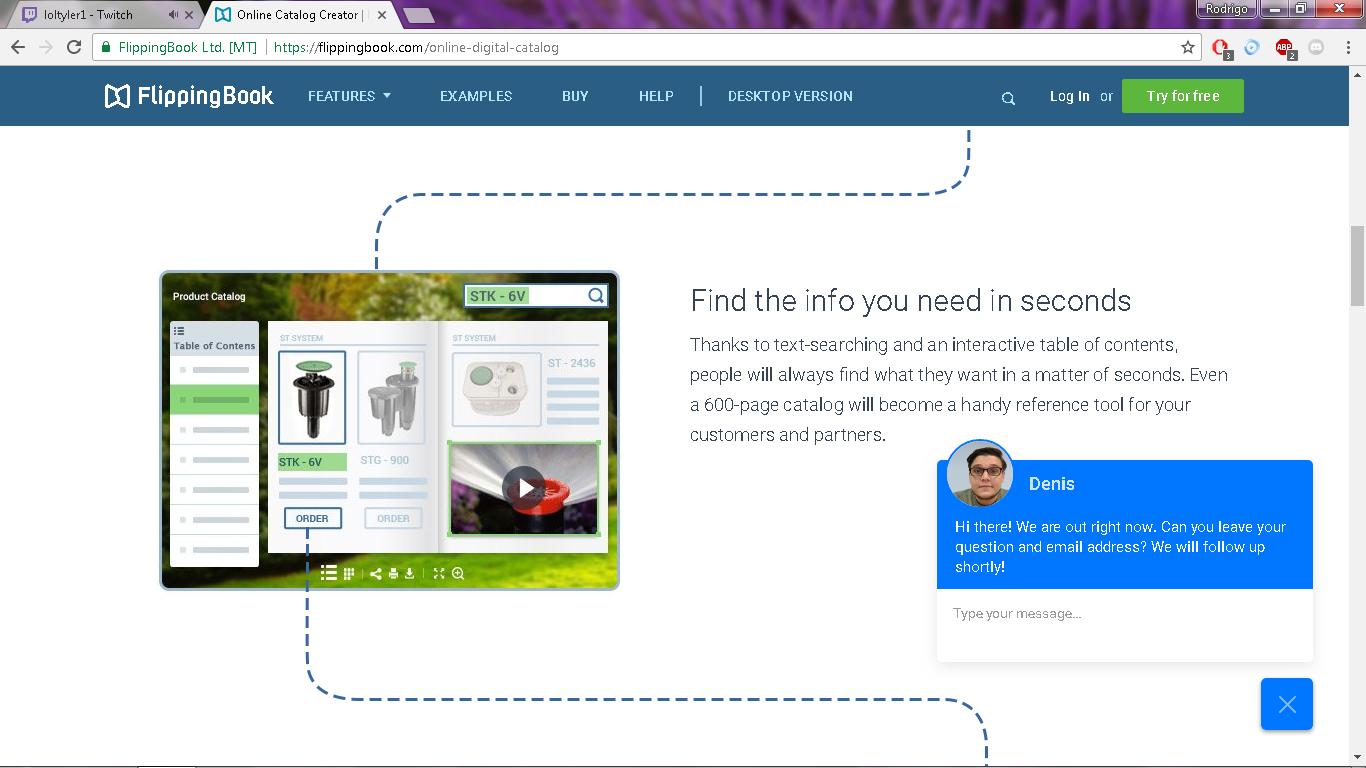 loltyler1 - Twitch
Online Catalog Creator |
Rodrigo
FlippingBook Ltd. [MT]
https://flippingbook.com/online-digital-catalog
3
ABP
2
FlippingBook
FEATURES
EXAMPLES
BUY
HELP
DESKTOP VERSION
Log In or
Try for free
Product Catalog
STK - 6V
Table of Contens
ST SYSTEM
ST SYSTEM
ST - 2436
STK - 6V
STG - 900
ORDER
ORDER
Find the info you need in seconds
Thanks to text-searching and an interactive table of contents,
people will always find what they want in a matter of seconds. Even
a 600-page catalog will become a handy reference tool for your
customers and partners.
Denis
Hi there! We are out right now. Can you leave your
question and email address? We will follow up
shortly!
Type your message...